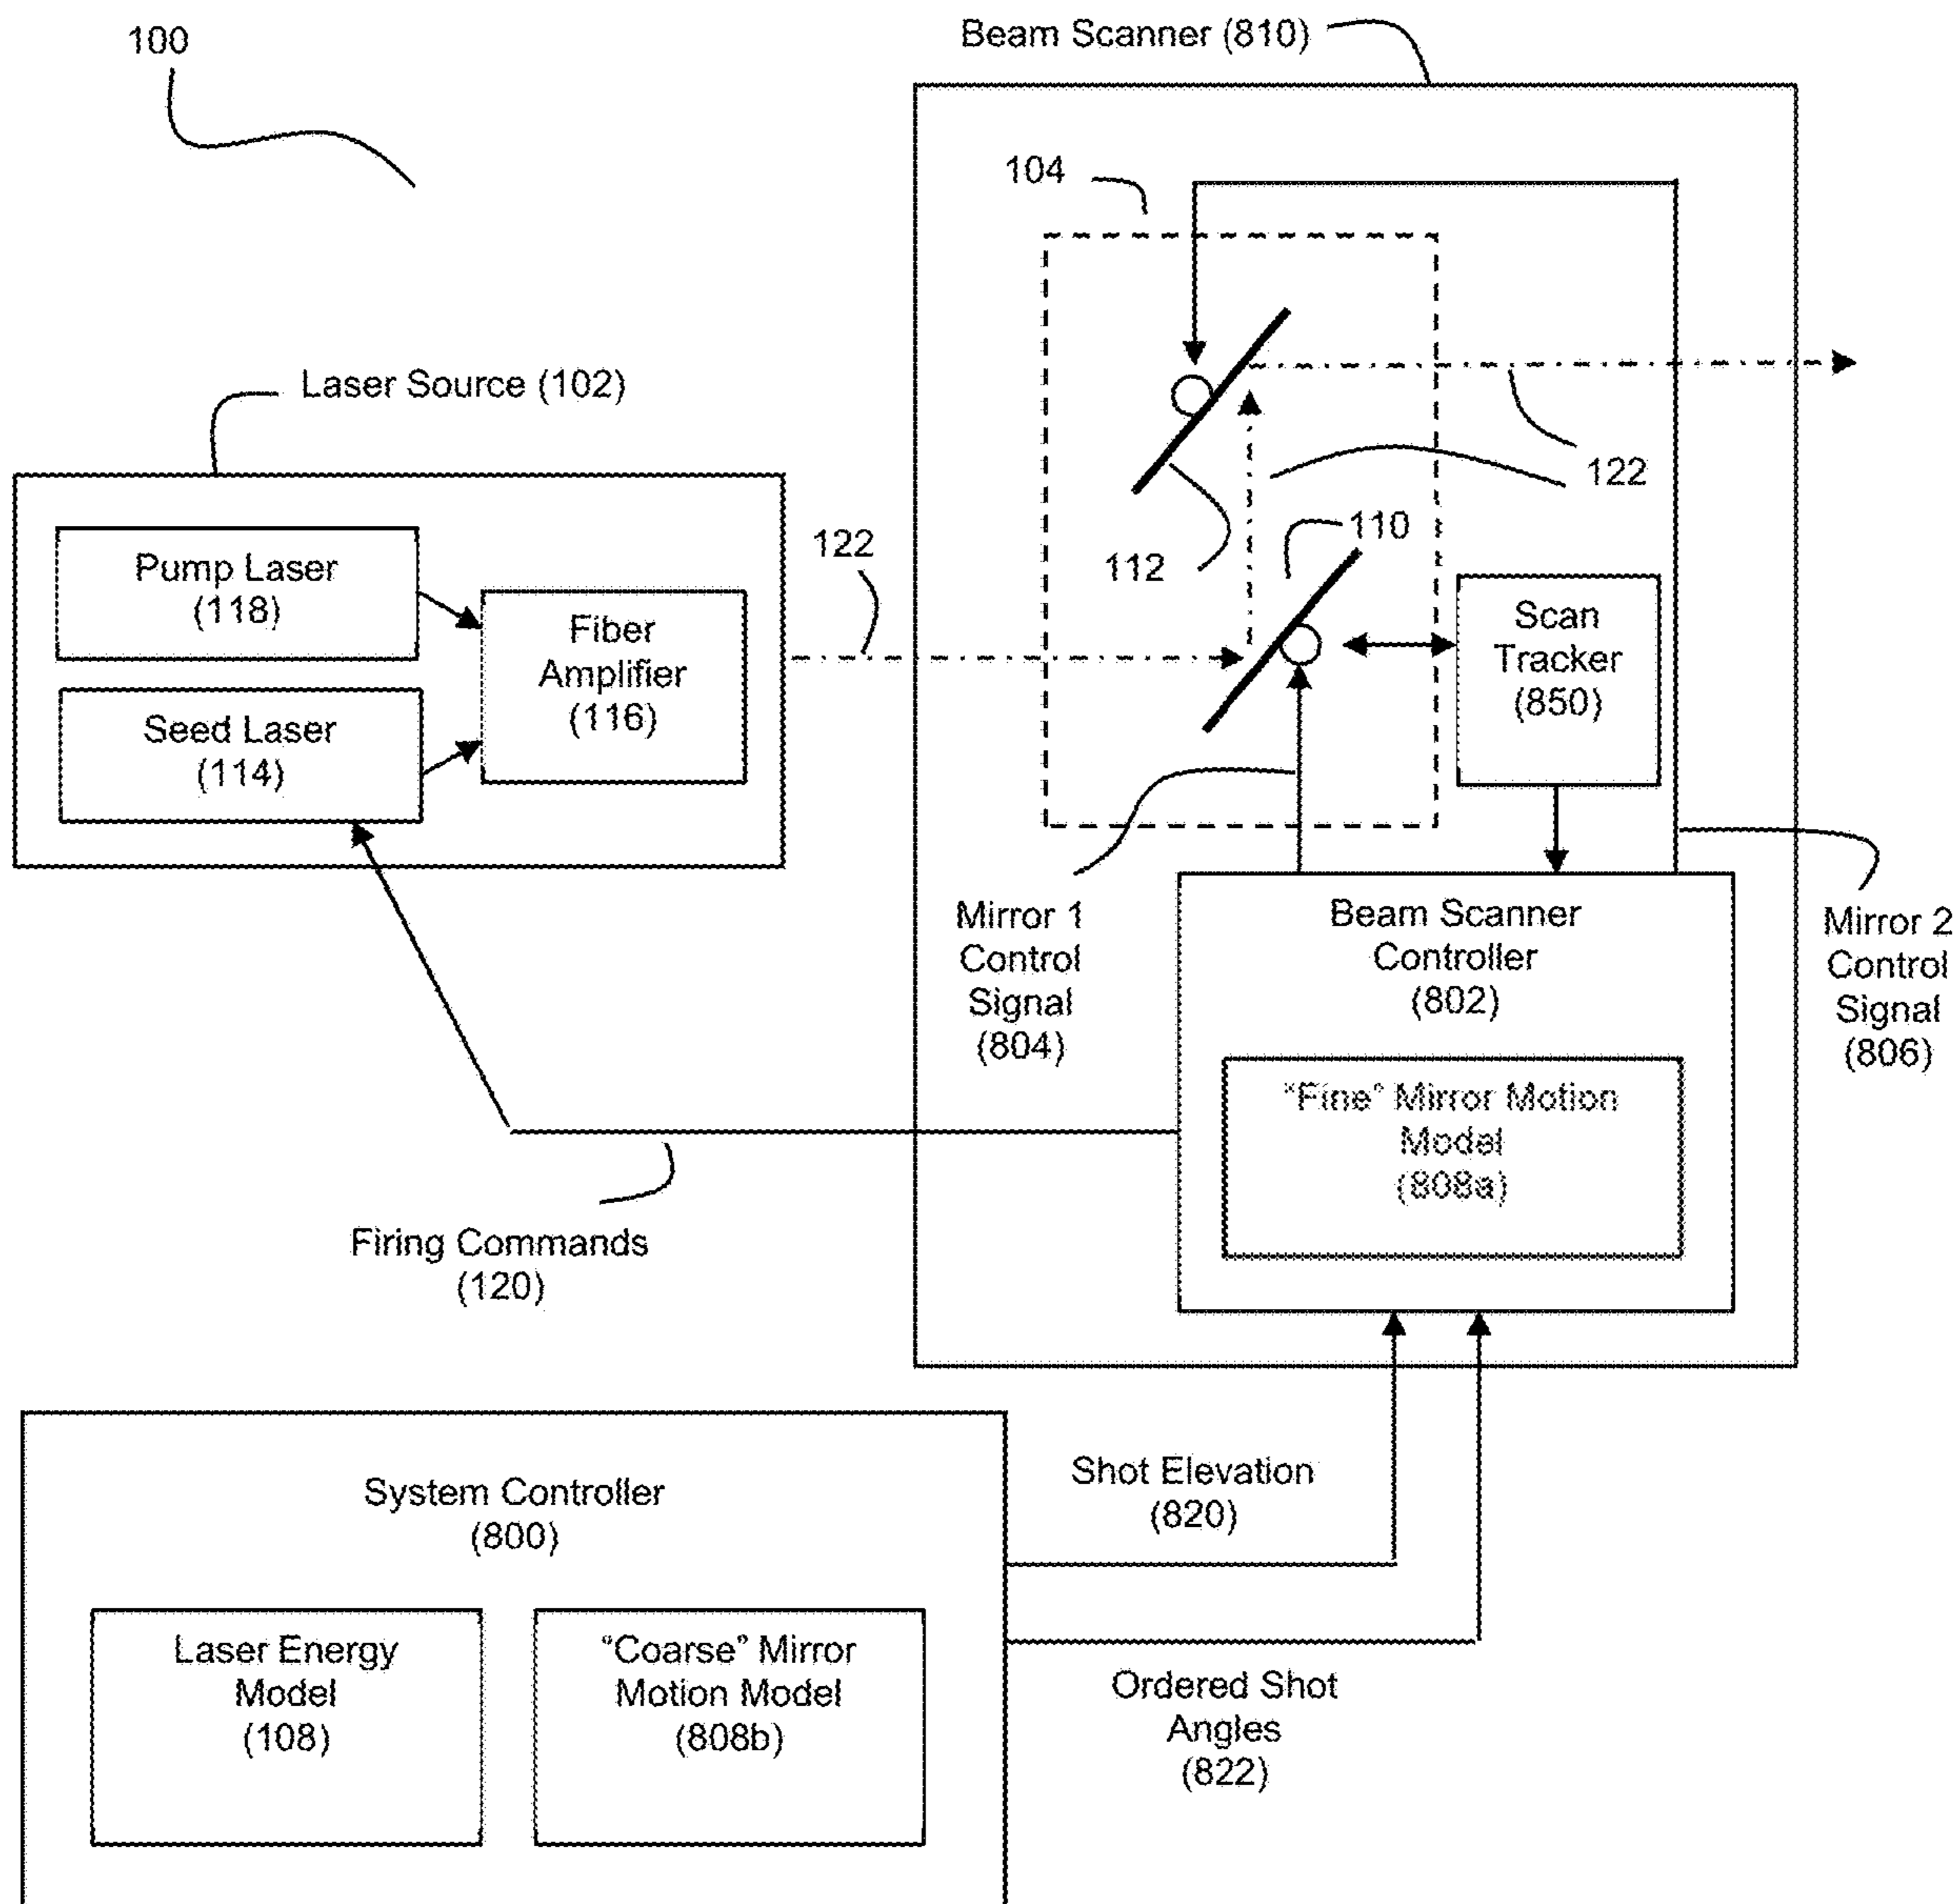 100
Beam Scanner (810)
104
Laser Source (102)
Pump Laser
(118)
Seed Laser
(114)
Fiber
Amplifier
(116)
122
112
110
122
Scan
Tracker
(850)
Mirror 1
Control
Signal
(804)
Beam Scanner
Controller
(802)
"Fine" Mirror Motion
Model
(808a)
Mirror 2
Control
Signal
(806)
Firing Commands
(120)
System Controller
(800)
Laser Energy
Model
(108)
"Coarse" Mirror
Motion Model
(808b)
Shot Elevation
(820)
Ordered Shot
Angles
(822)